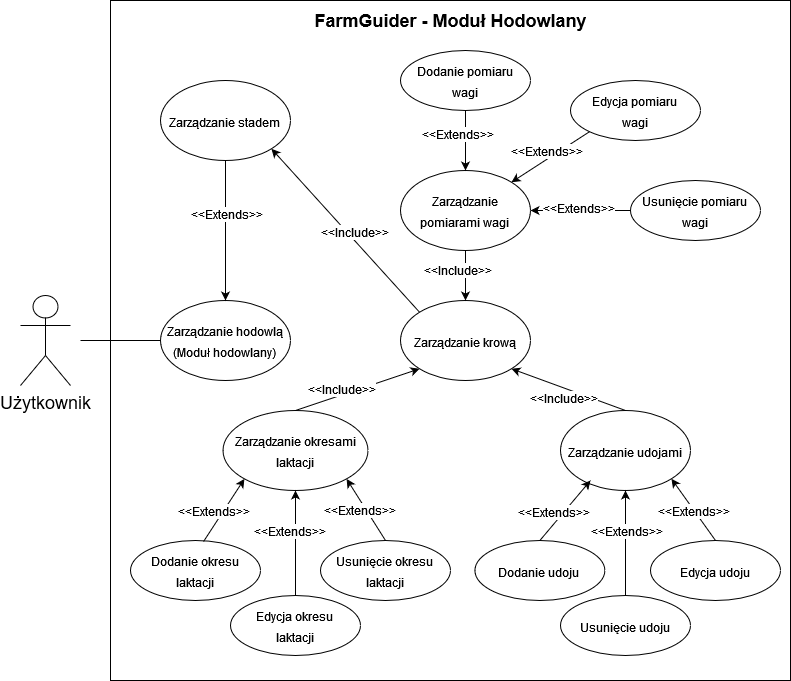 FarmGuider - Moduł Hodowlany
Dodanie pomiaru
wagi
Edycja pomiaru
wagi
Zarządzanie stadem
<<Extends>>
<<Extends>>
Zarządzanie
pomiarami wagi
<<Extends>>
Usunięcie pomiaru
wagi
<<Extends>>
<<Include>>
<<Include>>
Zarządzanie hodowlą
(Moduł hodowlany)
Zarządzanie krową
Użytkownik
<<Include>>
<<Include>>
Zarządzanie okresami
laktacji
Zarządzanie udojami
<<Extends>>
<<Extends>>
<<Extends>>
<<Extends>>
<<Extends>>
<<Extends>>
Dodanie okresu
laktacji
Usunięcie okresu
laktacji
Dodanie udoju
Edycja udoju
Edycja okresu
laktacji
Usunięcie udoju